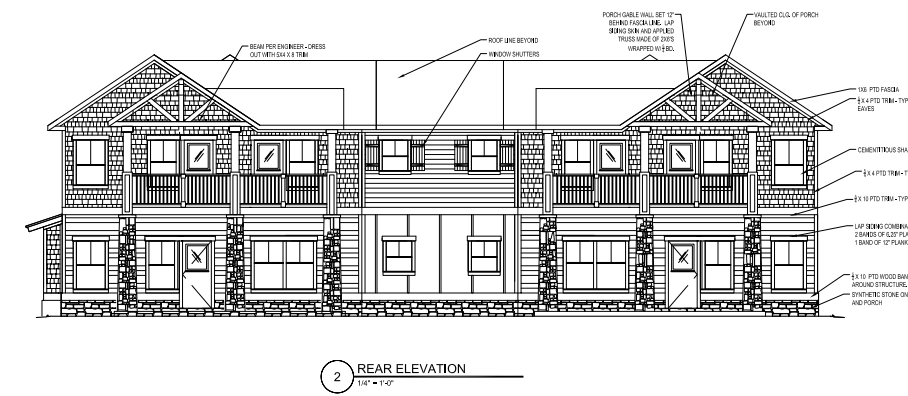 PORCH GABLE WALL SET 12"
BEHIND FASCIA LINE. LAP
SIDING SKIN AND APPLIED
TRUSS MADE OF 2X6'S
WRAPPED W/ ½ BD.
VAULTED CLG. OF PORCH
BEYOND
BEAM PER ENGINEER - DRESS
OUT WITH 5/4 X 8 TRIM
ROOF LINE BEYOND
WINDOW SHUTTERS
1X6 PTD FASCIA
X 4 PTD TRIM - TYP
EAVES
CEMENTITIOUS SHA
X 4 PTD TRIM - T
X 10 PTD TRIM - TYP
LAP SIDING COMBINA
2 BANDS OF 6.25" PLA
1 BAND OF 12" PLANK
X 10 PTD WOOD BAN
AROUND STRUCTURE.
SYNTHETIC STONE ON
AND PORCH
2
REAR ELEVATION
1/4" = 1'-0"